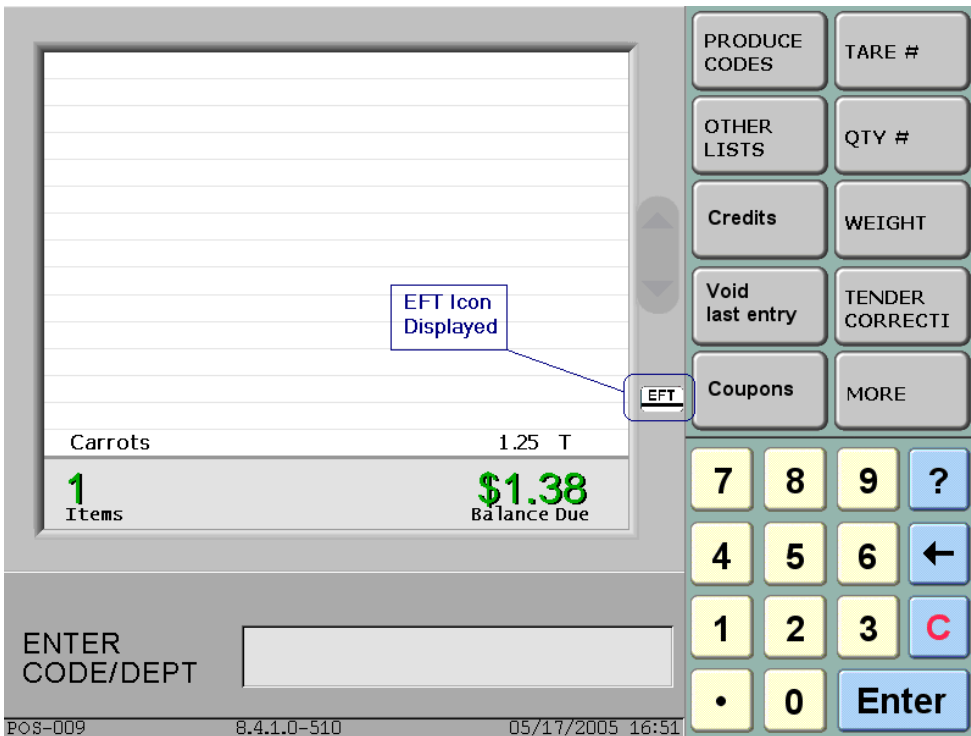 EFT Icon
Displayed
EFT
Carrots 1.25 T
1 $1.38
Items Balance Due
ENTER
CODE/DEPT
POS-009 8.4.1.0-510 05/17/2005 16:51
PRODUCE
CODES
TARE #
OTHER
LISTS
QTY #
Credits
WEIGHT
Void
last entry
TENDER
CORRECTI
Coupons
MORE
7 8 9 ?
4 5 6 ←
1 2 3 C
. 0 Enter